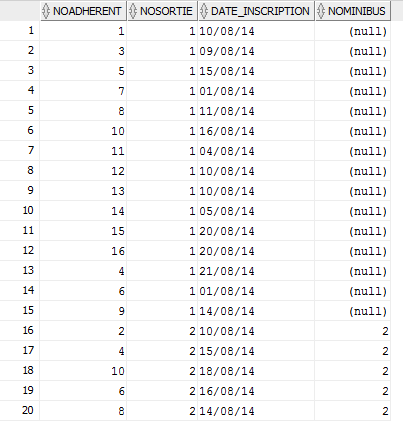 NOADHERENT NOSORTIE DATE_INSCRIPTION NOMINIBUS
1 1 1 10/08/14 (null)
2 3 1 09/08/14 (null)
3 5 1 15/08/14 (null)
4 7 1 01/08/14 (null)
5 8 1 11/08/14 (null)
6 10 1 16/08/14 (null)
7 11 1 04/08/14 (null)
8 12 1 10/08/14 (null)
9 13 1 10/08/14 (null)
10 14 1 05/08/14 (null)
11 15 1 20/08/14 (null)
12 16 1 20/08/14 (null)
13 4 1 21/08/14 (null)
14 6 1 01/08/14 (null)
15 9 1 14/08/14 (null)
16 2 2 10/08/14 2
17 4 2 15/08/14 2
18 10 2 18/08/14 2
19 6 2 16/08/14 2
20 8 2 14/08/14 2